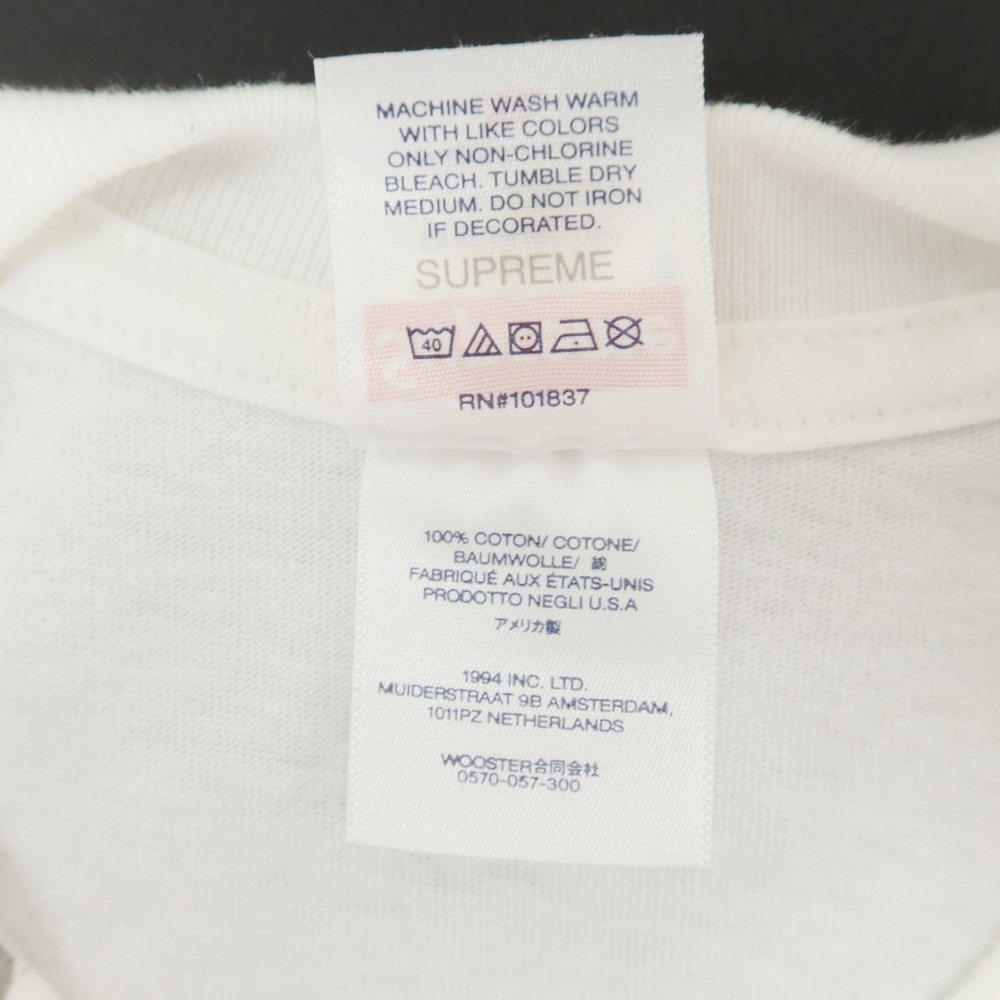 MACHINE WASH WARM
WITH LIKE COLORS
ONLY NON-CHLORINE
BLEACH. TUMBLE DRY
MEDIUM. DO NOT IRON
IF DECORATED.
SUPREME
40
RN#101837
100% COTON/ COTONE/
BAUMWOLLE/ 綿
FABRIQUÉ AUX ÉTATS-UNIS
PRODOTTO NEGLI U.S.A
アメリカ製
1994 INC. LTD.
MUIDERSTRAAT 9B AMSTERDAM,
1011PZ NETHERLANDS
WOOSTER合同会社
0570-057-300